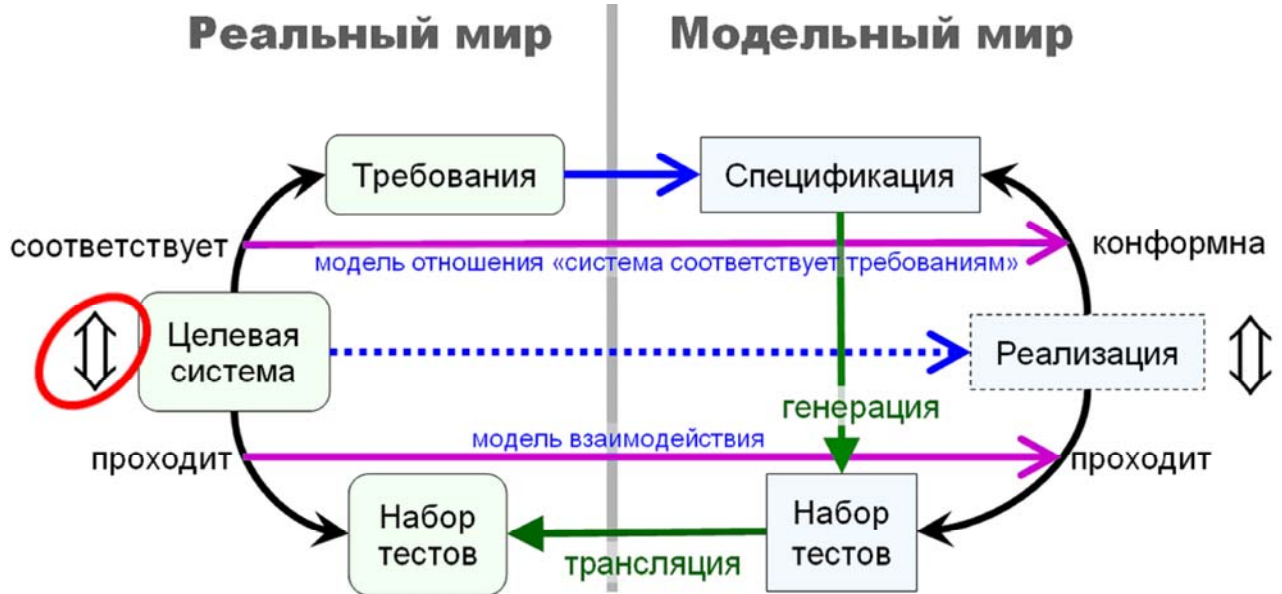 Реальный мир
Модельный мир
Требования
Спецификация
соответствует
конформна
модель отношения «система соответствует требованиям»
Целевая
система
Реализация
генерация
модель взаимодействия
проходит
проходит
Набор
тестов
Набор
тестов
трансляция